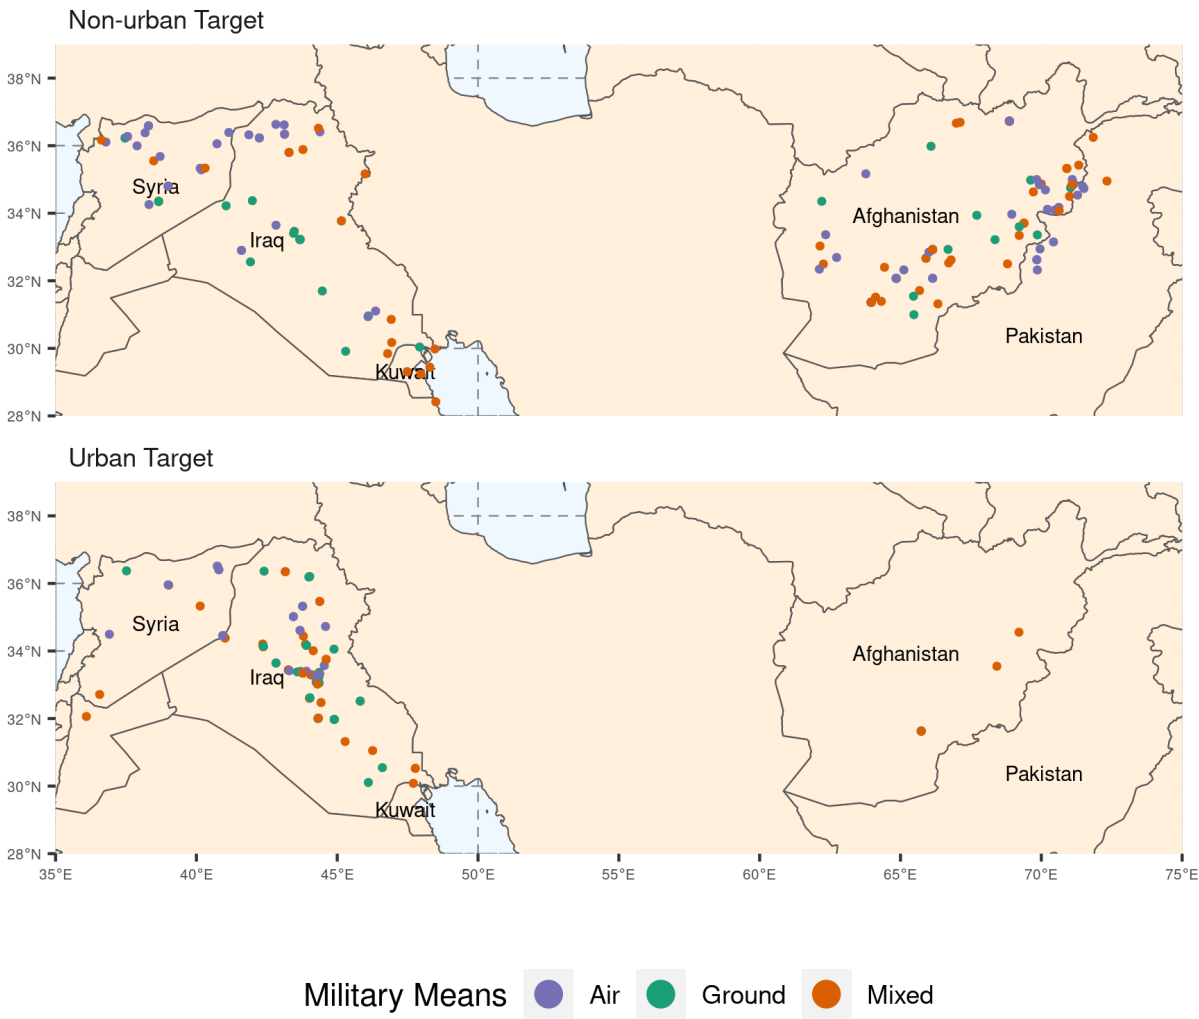 Non-urban Target
38°N
36°N
34°N
32°N
30°N
28°N
Syria
Iraq
Kuwait
Afghanistan
Pakistan
Urban Target
38°N
36°N
34°N
32°N
30°N
28°N
Syria
Iraq
Kuwait
Afghanistan
Pakistan
35°E 40°E 45°E 50°E 55°E 60°E 65°E 70°E 75°E
Military Means Air Ground Mixed